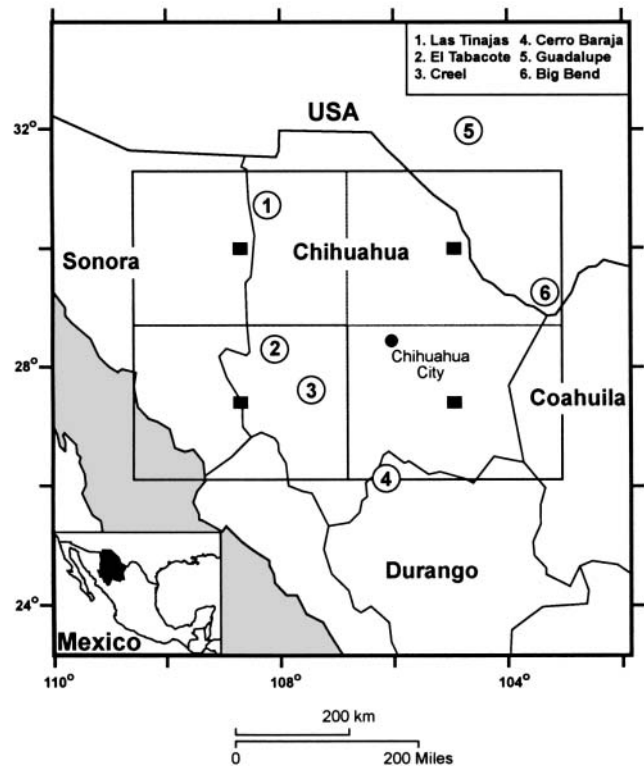 1. Las Tinajas 4. Cerro Baraja
2. El Tabacote 5. Guadalupe
3. Creel 6. Big Bend
USA
32°
5
1
Sonora
Chihuahua
6
2
28°
Chihuahua
City
3
Coahuila
4
Durango
24°
Mexico
110° 108° 106° 104°
200 km
0 200 Miles